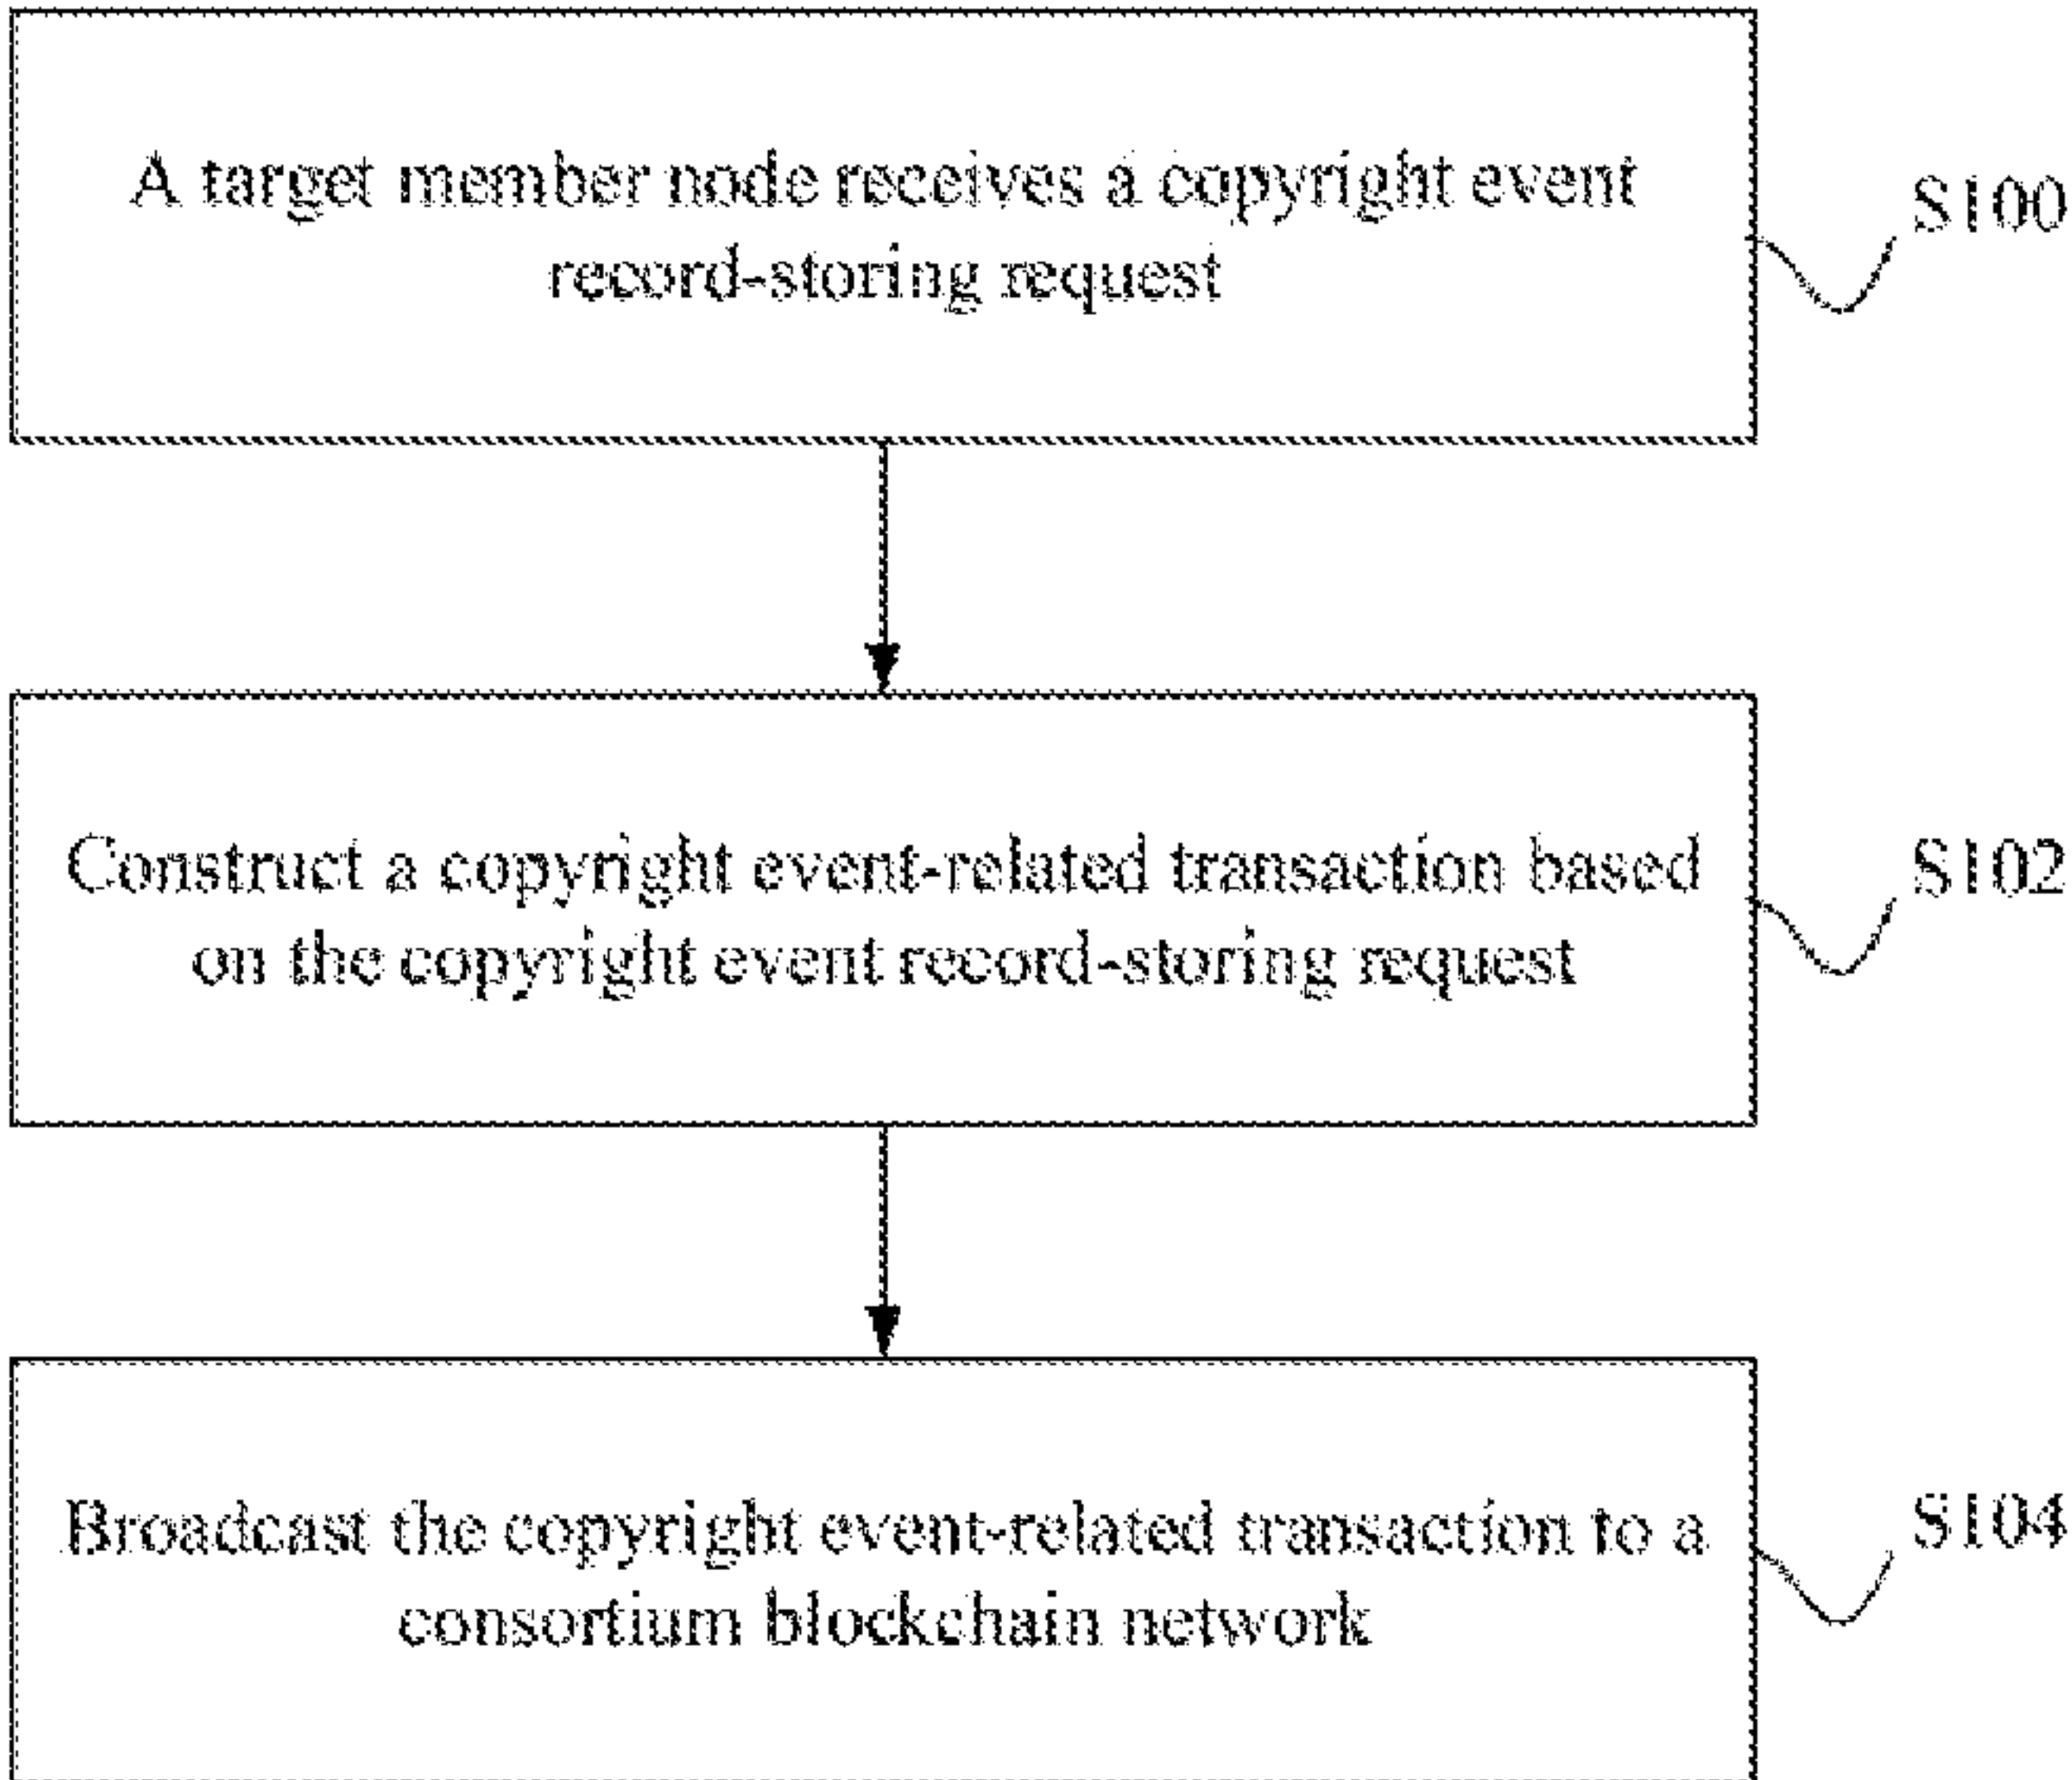 A target member node receives a copyright event
record-storing request
S100
Construct a copyright event-related transaction based
on the copyright event record-storing request
S102
Broadcast the copyright event-related transaction to a
consortium blockchain network
S104